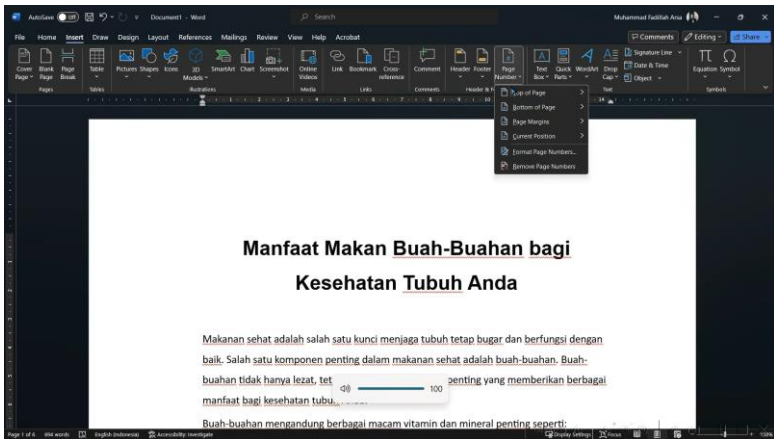 AutoSave Off Document1 - Word Search Muhammad Fadillah Arsa
File Home Insert Draw Design Layout References Mailings Review View Help Acrobat Comments Editing Share
Cover Page Blank Page Page Break Table Pictures Shapes Icons 3D Models SmartArt Chart Screenshot Online Videos Link Bookmark Cross-reference Comment Header Footer Page Number Text Box Quick Parts WordArt Drop Cap Signature Line Date & Time Object Equation Symbol
Pages Tables Illustrations Media Links Comments Header & F Text Symbols
Top of Page
Bottom of Page
Page Margins
Current Position
Format Page Numbers...
Remove Page Numbers
Manfaat Makan Buah-Buahan bagi
Kesehatan Tubuh Anda
Makanan sehat adalah salah satu kunci menjaga tubuh tetap bugar dan berfungsi dengan
baik. Salah satu komponen penting dalam makanan sehat adalah buah-buahan. Buah-
buahan tidak hanya lezat, tet penting yang memberikan berbagai
manfaat bagi kesehatan tubuh
100
Buah-buahan mengandung berbagai macam vitamin dan mineral penting seperti:
Page 1 of 6 694 words English (Indonesia) Accessibility: Investigate Display Settings Focus 150%